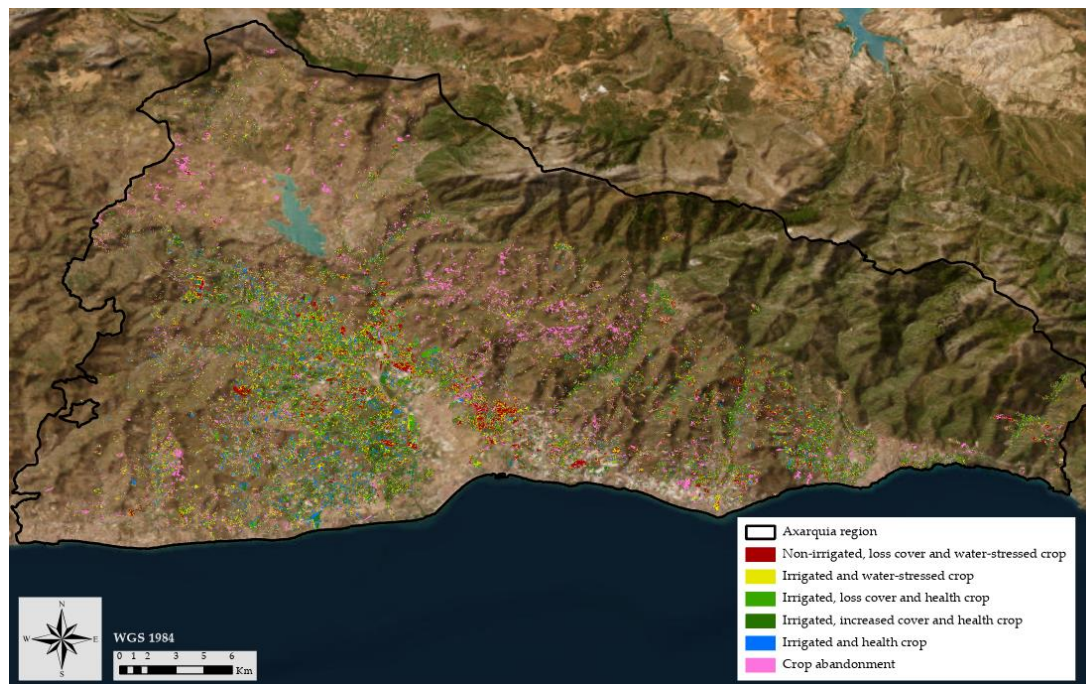 Axarquia region
Non-irrigated, loss cover and water-stressed crop
Irrigated and water-stressed crop
Irrigated, loss cover and health crop
Irrigated, increased cover and health crop
Irrigated and health crop
Crop abandonment
N
W E
S
WGS 1984
0 1 2 3 5 6
Km